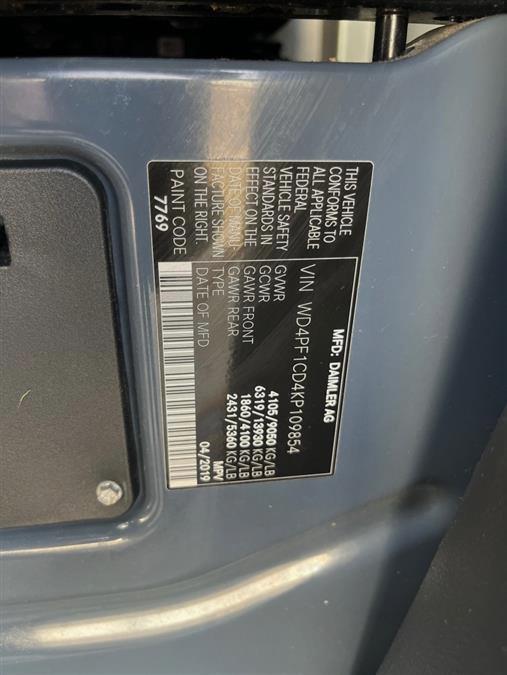 MFD: DAIMLER AG
VIN WD4PF1CD4KP109854
GVWR 4105/9050 KG/LB
GCWR 6319/13930 KG/LB
GAWR FRONT 1860/4100 KG/LB
GAWR REAR 2431/5360 KG/LB
TYPE MPV
DATE OF MFD 04/2019
THIS VEHICLE
CONFORMS TO
ALL APPLICABLE
FEDERAL
VEHICLE SAFETY
STANDARDS IN
EFFECT ON THE
DATE OF MANU-
FACTURE SHOWN
ON THE RIGHT.
PAINT CODE
7769